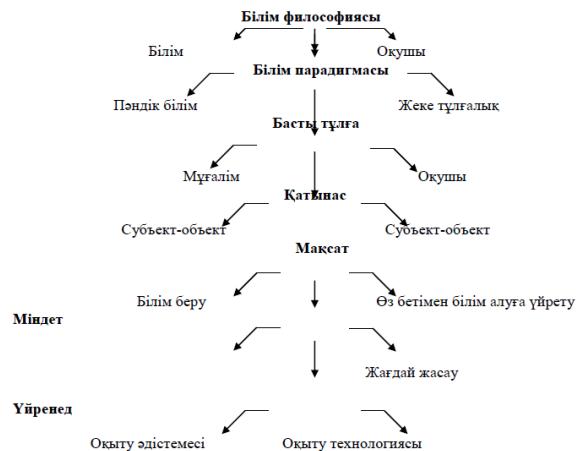 Білім философиясы
Білім Оқушы
Білім парадигмасы
Пәндік білім Жеке тұлғалық
Басты тұлға
Мұғалім Оқушы
Қатынас
Субъект-объект Субъект-объект
Мақсат
Білім беру Өз бетімен білім алуға үйрету
Міндет
Жағдай жасау
Үйренед
Оқыту әдістемесі Оқыту технологиясы